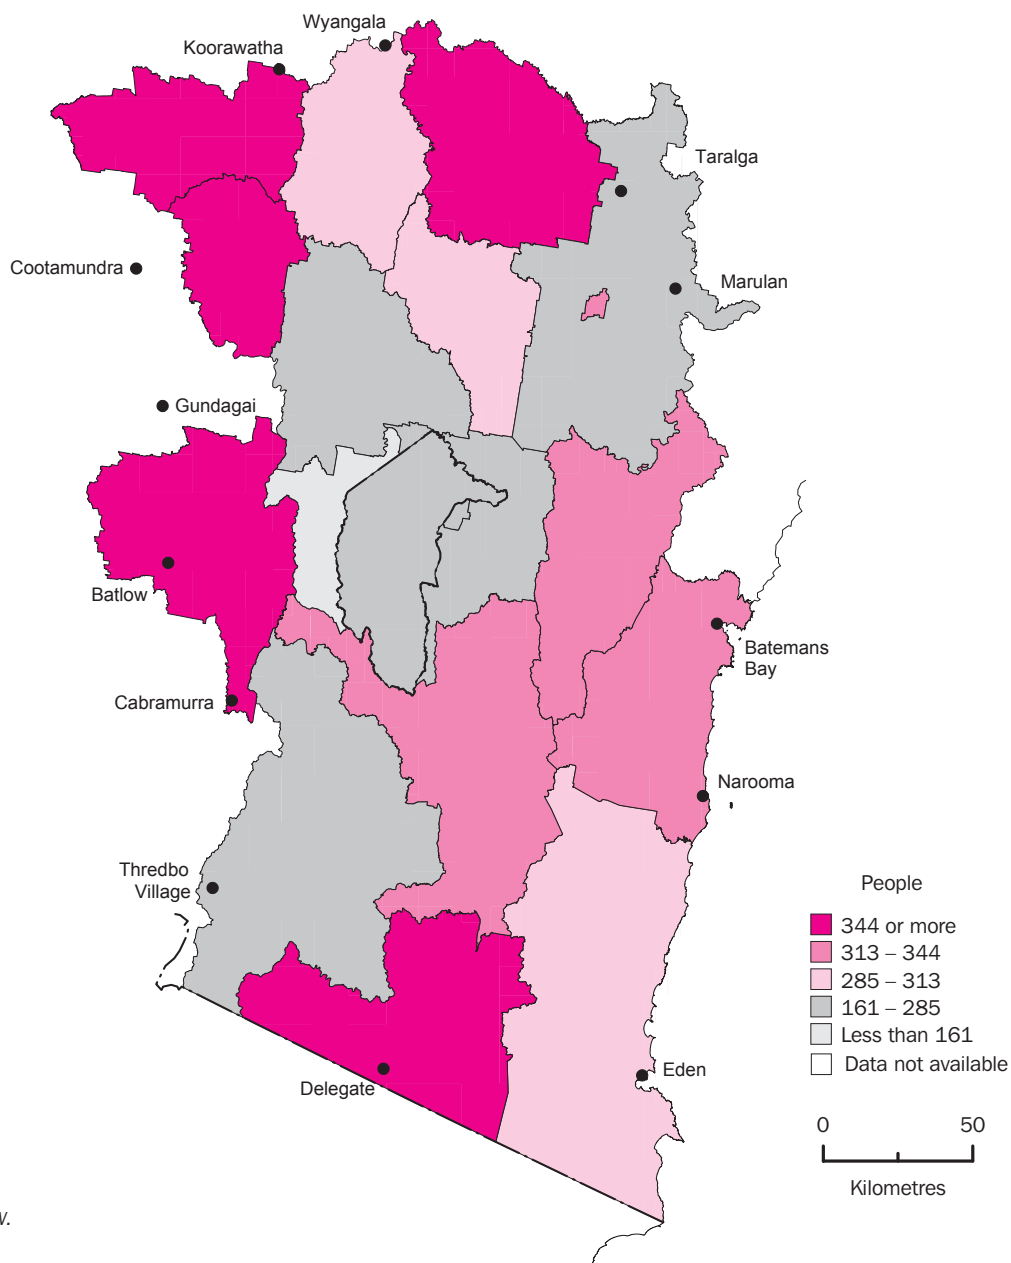 Wyangala
Koorawatha
Taralga
Cootamundra
Marulan
Gundagai
Batlow
Batemans
Bay
Cabramurra
Narooma
Thredbo
Village
People
344 or more
313 – 344
285 – 313
161 – 285
Less than 161
Data not available
Eden
Delegate
0 50
Kilometres